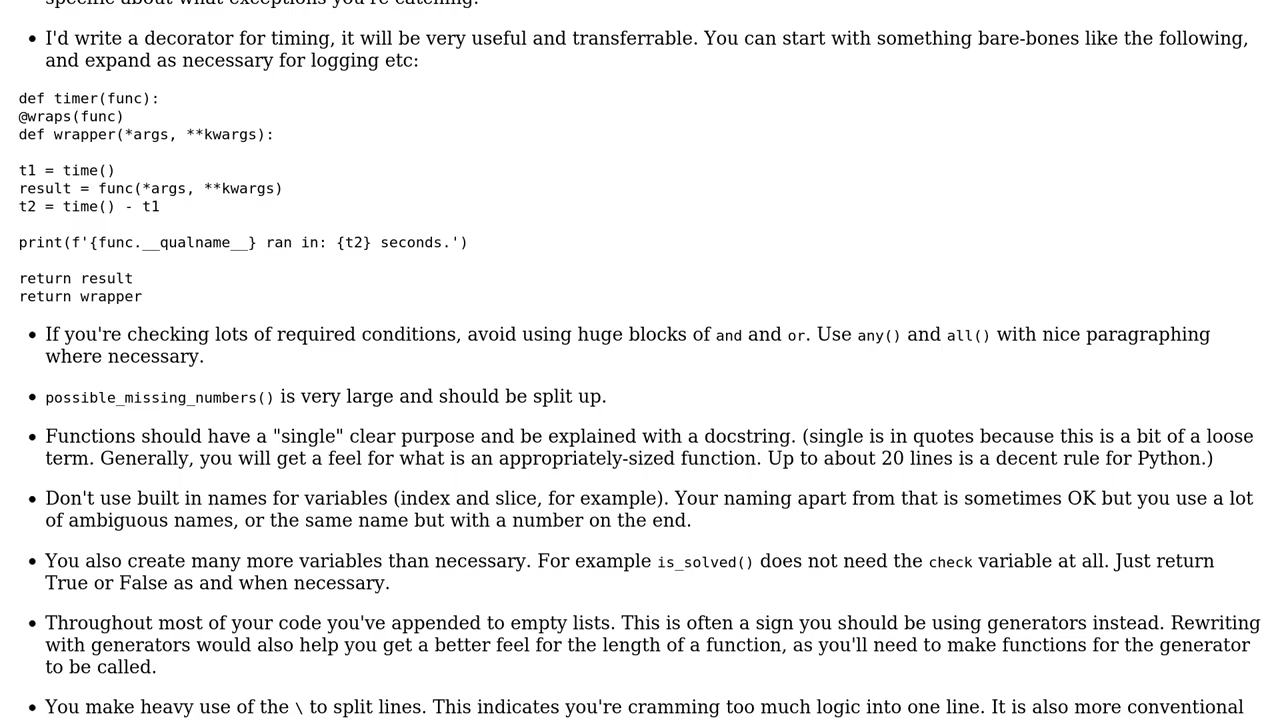 specific about what exceptions you're catching.
• I'd write a decorator for timing, it will be very useful and transferrable. You can start with something bare-bones like the following,
and expand as necessary for logging etc:
def timer(func):
@wraps(func)
def wrapper(*args, **kwargs):
t1 = time()
result = func(*args, **kwargs)
t2 = time() - t1
print(f'{func.__qualname__} ran in: {t2} seconds.')
return result
return wrapper
• If you're checking lots of required conditions, avoid using huge blocks of and and or. Use any() and all() with nice paragraphing
where necessary.
• possible_missing_numbers() is very large and should be split up.
• Functions should have a "single" clear purpose and be explained with a docstring. (single is in quotes because this is a bit of a loose
term. Generally, you will get a feel for what is an appropriately-sized function. Up to about 20 lines is a decent rule for Python.)
• Don't use built in names for variables (index and slice, for example). Your naming apart from that is sometimes OK but you use a lot
of ambiguous names, or the same name but with a number on the end.
• You also create many more variables than necessary. For example is_solved() does not need the check variable at all. Just return
True or False as and when necessary.
• Throughout most of your code you've appended to empty lists. This is often a sign you should be using generators instead. Rewriting
with generators would also help you get a better feel for the length of a function, as you'll need to make functions for the generator
to be called.
• You make heavy use of the \ to split lines. This indicates you're cramming too much logic into one line. It is also more conventional